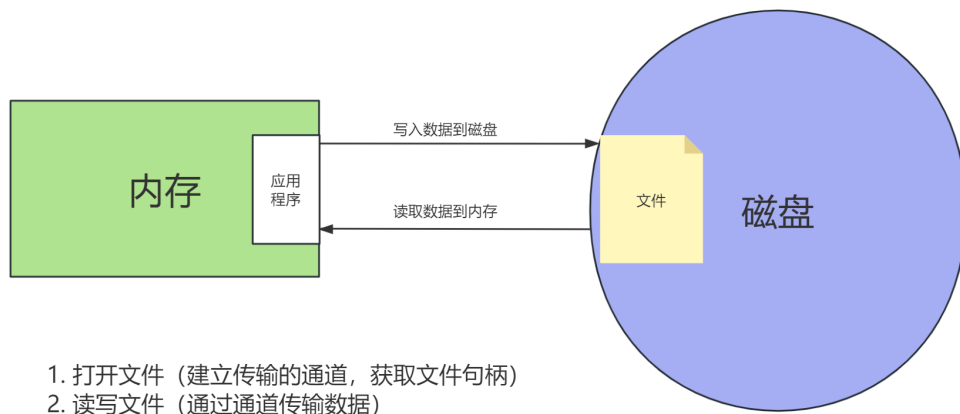 写入数据到磁盘
内存
应用
程序
文件
磁盘
读取数据到内存
1. 打开文件（建立传输的通道，获取文件句柄）
2. 读写文件（通过通道传输数据）